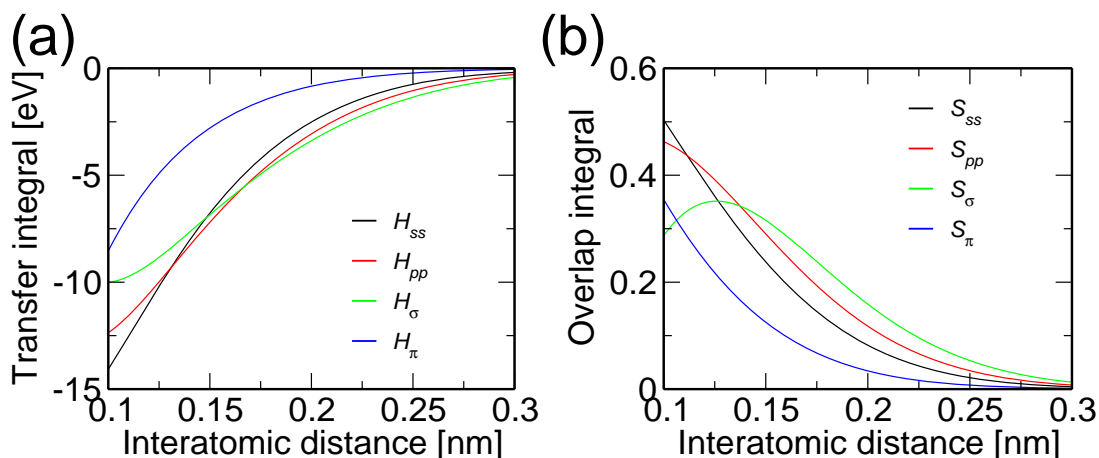 (a)
Transfer integral [eV]
0
-5
-10
-15
0.1 0.15 0.2 0.25 0.3
Interatomic distance [nm]
H_ss
H_pp
H_σ
H_π
(b)
Overlap integral
0.6
0.4
0.2
0
0.1 0.15 0.2 0.25 0.3
Interatomic distance [nm]
S_ss
S_pp
S_σ
S_π